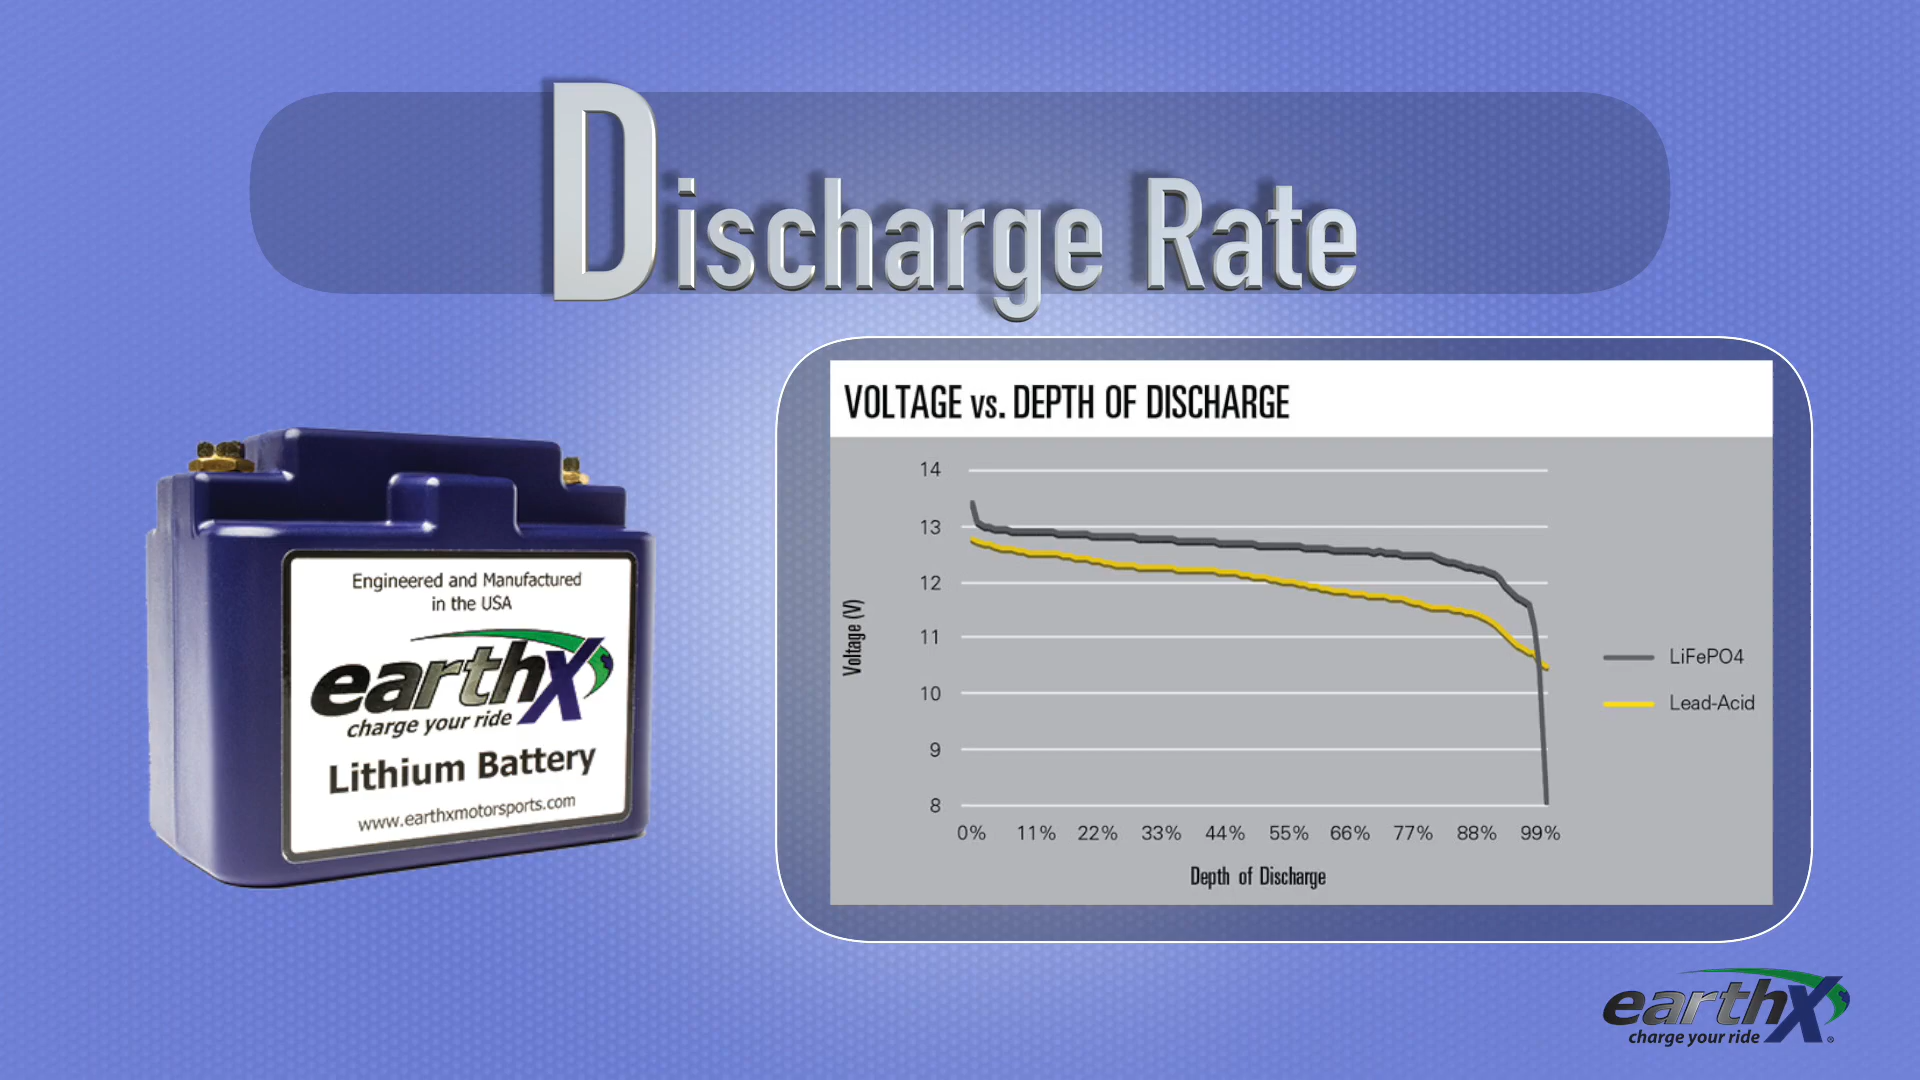 Discharge Rate
Engineered and Manufactured
in the USA
earthX
charge your ride
Lithium Battery
www.earthxmotorsports.com
VOLTAGE vs. DEPTH OF DISCHARGE
Voltage (V)
14
13
12
11
10
9
8
0% 11% 22% 33% 44% 55% 66% 77% 88% 99%
Depth of Discharge
LiFePO4
Lead-Acid
earthX
charge your ride ®